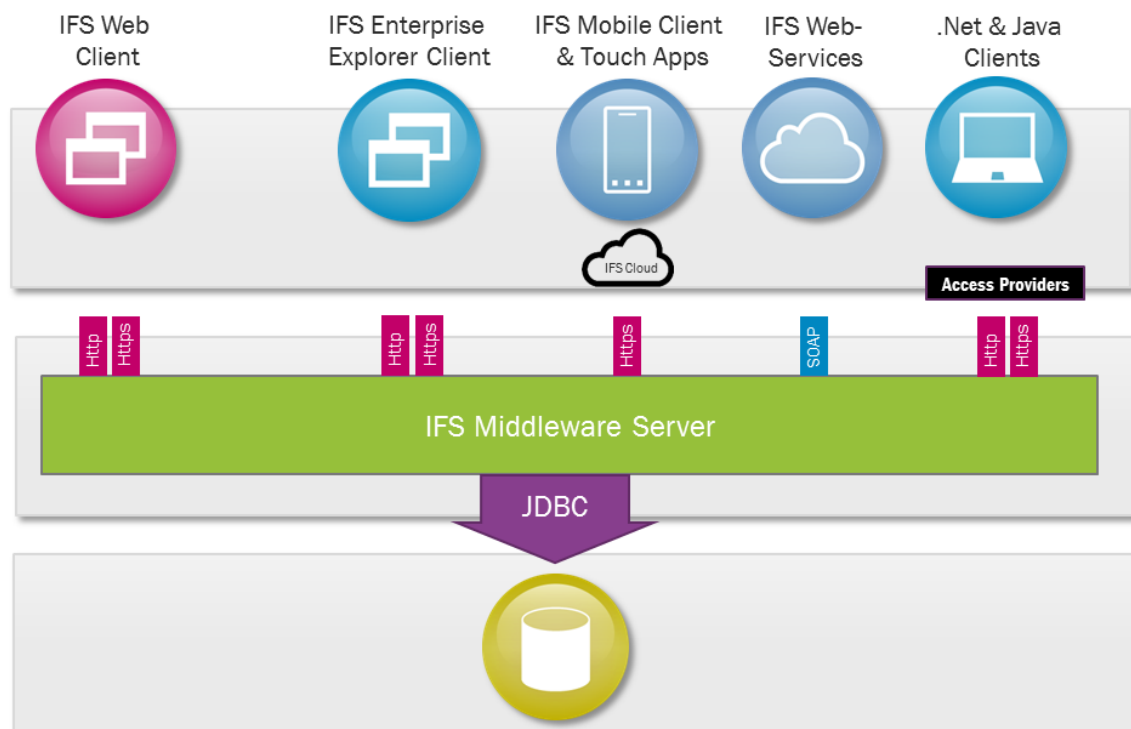 IFS Web
Client
IFS Enterprise
Explorer Client
IFS Mobile Client
& Touch Apps
IFS Web-
Services
.Net & Java
Clients
IFS Cloud
Access Providers
Http
Https
Http
Https
Https
SOAP
Http
Https
IFS Middleware Server
JDBC